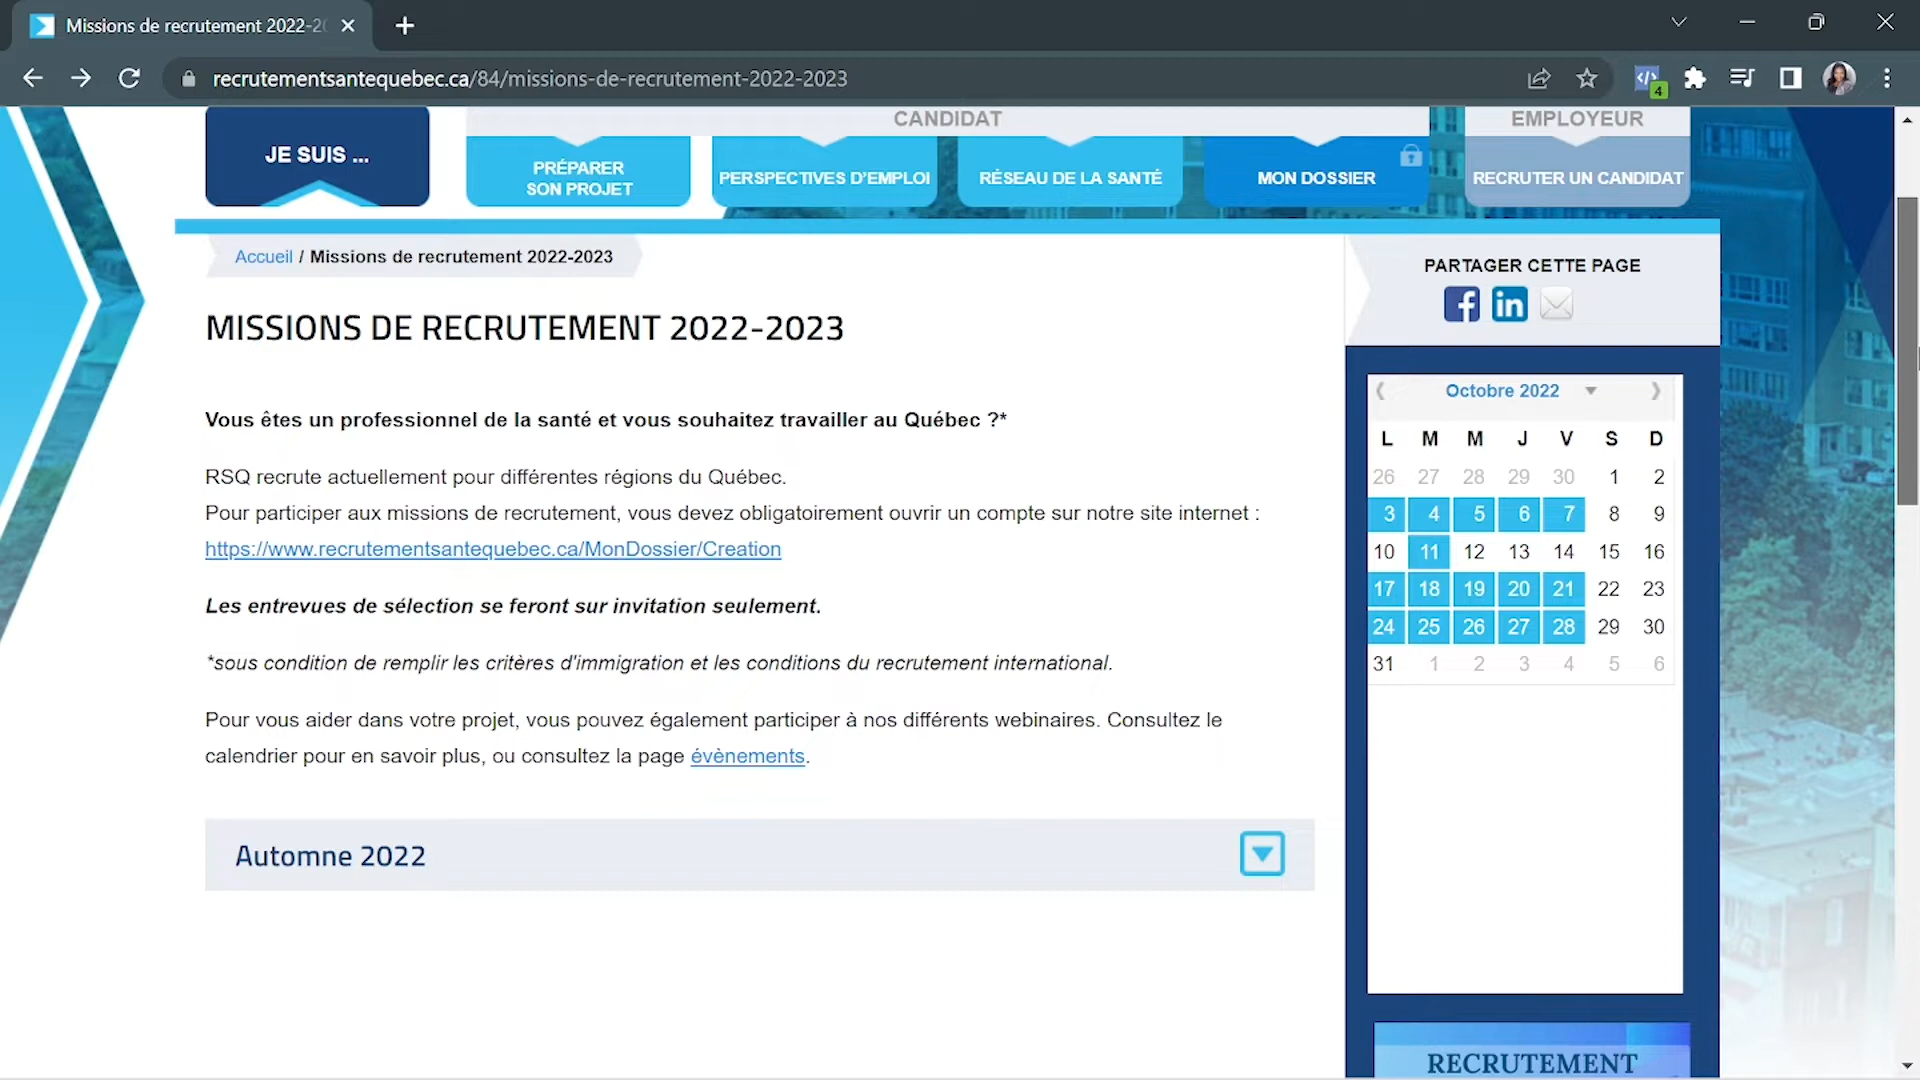 Missions de recrutement 2022-20
recrutementsantequebec.ca/84/missions-de-recrutement-2022-2023
4
CANDIDAT
EMPLOYEUR
JE SUIS ...
PRÉPARER
SON PROJET
PERSPECTIVES D'EMPLOI
RÉSEAU DE LA SANTÉ
MON DOSSIER
RECRUTER UN CANDIDAT
Accueil / Missions de recrutement 2022-2023
PARTAGER CETTE PAGE
MISSIONS DE RECRUTEMENT 2022-2023
Vous êtes un professionnel de la santé et vous souhaitez travailler au Québec ?*
RSQ recrute actuellement pour différentes régions du Québec.
Pour participer aux missions de recrutement, vous devez obligatoirement ouvrir un compte sur notre site internet :
https://www.recrutementsantequebec.ca/MonDossier/Creation
Les entrevues de sélection se feront sur invitation seulement.
*sous condition de remplir les critères d'immigration et les conditions du recrutement international.
Pour vous aider dans votre projet, vous pouvez également participer à nos différents webinaires. Consultez le
calendrier pour en savoir plus, ou consultez la page évènements.
Automne 2022
Octobre 2022
L M M J V S D
26 27 28 29 30 1 2
3 4 5 6 7 8 9
10 11 12 13 14 15 16
17 18 19 20 21 22 23
24 25 26 27 28 29 30
31 1 2 3 4 5 6
RECRUTEMENT